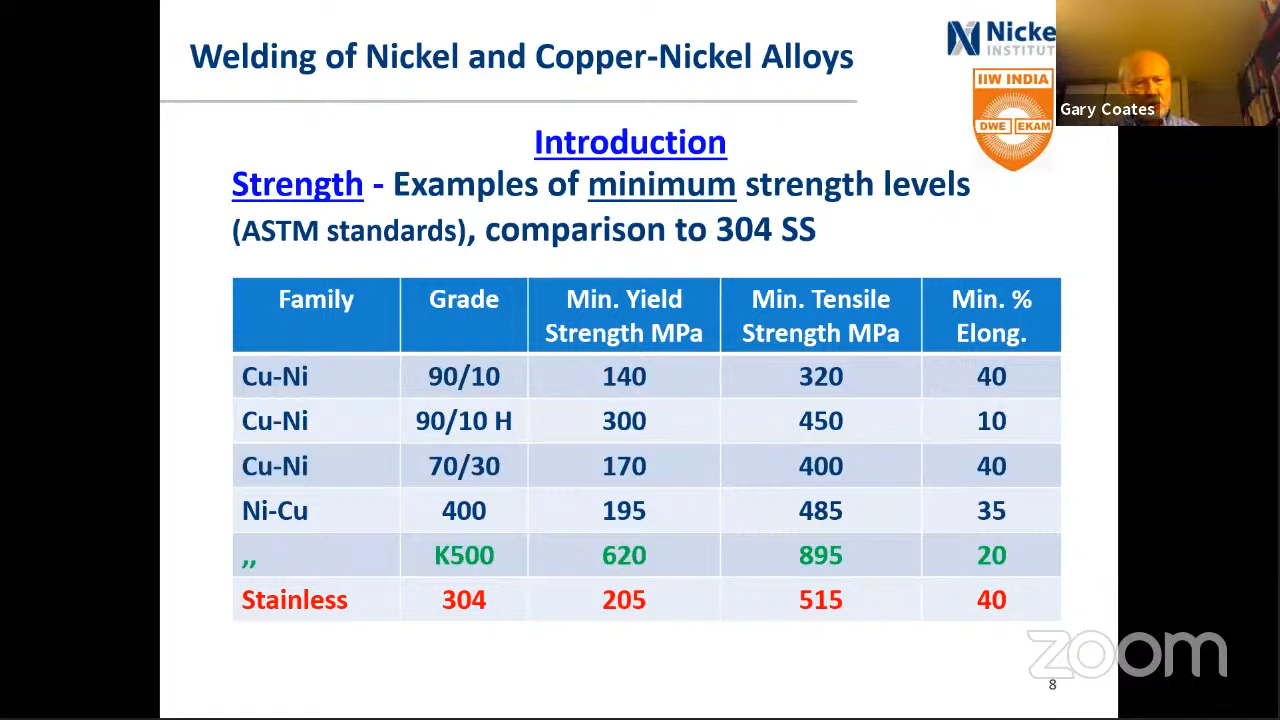 Welding of Nickel and Copper-Nickel Alloys
Nicke
INSTITUT
IIW INDIA
DWE EKAM
Gary Coates
Introduction
Strength - Examples of minimum strength levels
(ASTM standards), comparison to 304 SS
Family Grade Min. Yield Strength MPa Min. Tensile Strength MPa Min. % Elong.
Cu-Ni 90/10 140 320 40
Cu-Ni 90/10 H 300 450 10
Cu-Ni 70/30 170 400 40
Ni-Cu 400 195 485 35
,, K500 620 895 20
Stainless 304 205 515 40
zoom
8